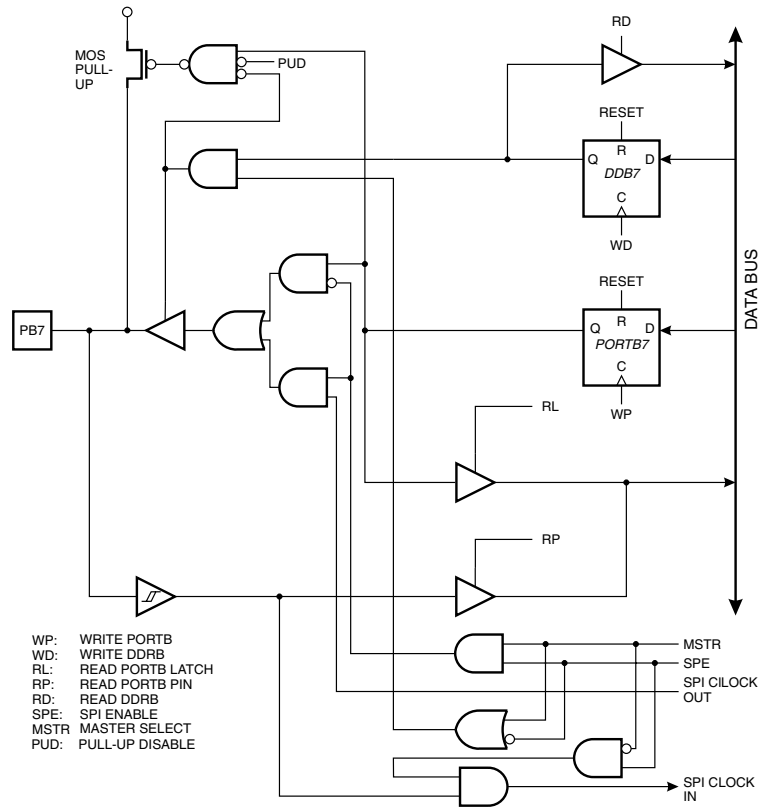 RD
MOS
PULL-
UP
PUD
RESET
R
Q
D
DDB7
C
WD
DATA BUS
RESET
R
Q
D
PORTB7
C
WP
PB7
RL
RP
MSTR
SPE
SPI ClLOCK
OUT
SPI CLOCK
IN
WP: WRITE PORTB
WD: WRITE DDRB
RL: READ PORTB LATCH
RP: READ PORTB PIN
RD: READ DDRB
SPE: SPI ENABLE
MSTR MASTER SELECT
PUD: PULL-UP DISABLE